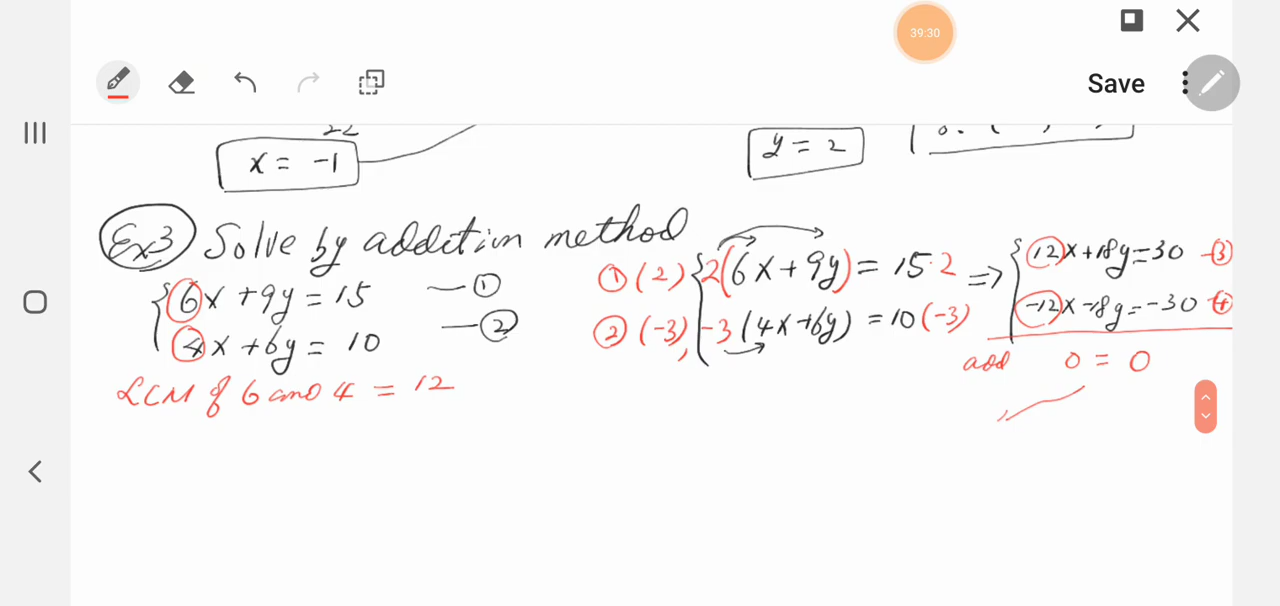 39:30
Save
22
x = -1
y = 2
Ex3 Solve by addition method
{6x + 9y = 15 — ①
4x + 6y = 10 — ②
LCM of 6 and 4 = 12
① (2) {2(6x + 9y) = 15·2 =>
② (-3), -3(4x + 6y) = 10(-3)
{12x + 18y = 30 - ③
-12x - 18y = -30 ④
add 0 = 0